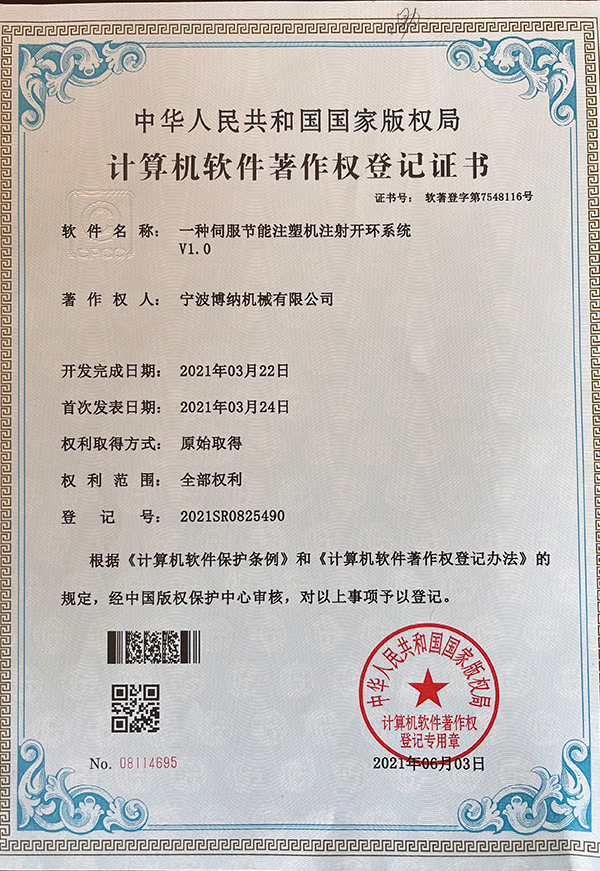 助
中华人民共和国国家版权局
计算机软件著作权登记证书
证书号： 软著登字第7548116号
软件名称： 一种伺服节能注塑机注射开环系统
V1.0
著作权人： 宁波博纳机械有限公司
开发完成日期： 2021年03月22日
首次发表日期： 2021年03月24日
权利取得方式： 原始取得
权利范围： 全部权利
登记号： 2021SR0825490
根据《计算机软件保护条例》和《计算机软件著作权登记办法》的
规定，经中国版权保护中心审核，对以上事项予以登记。
中华人民共和国国家版权局
计算机软件著作权
登记专用章
No. 08114695
2021年06月03日
CPCC